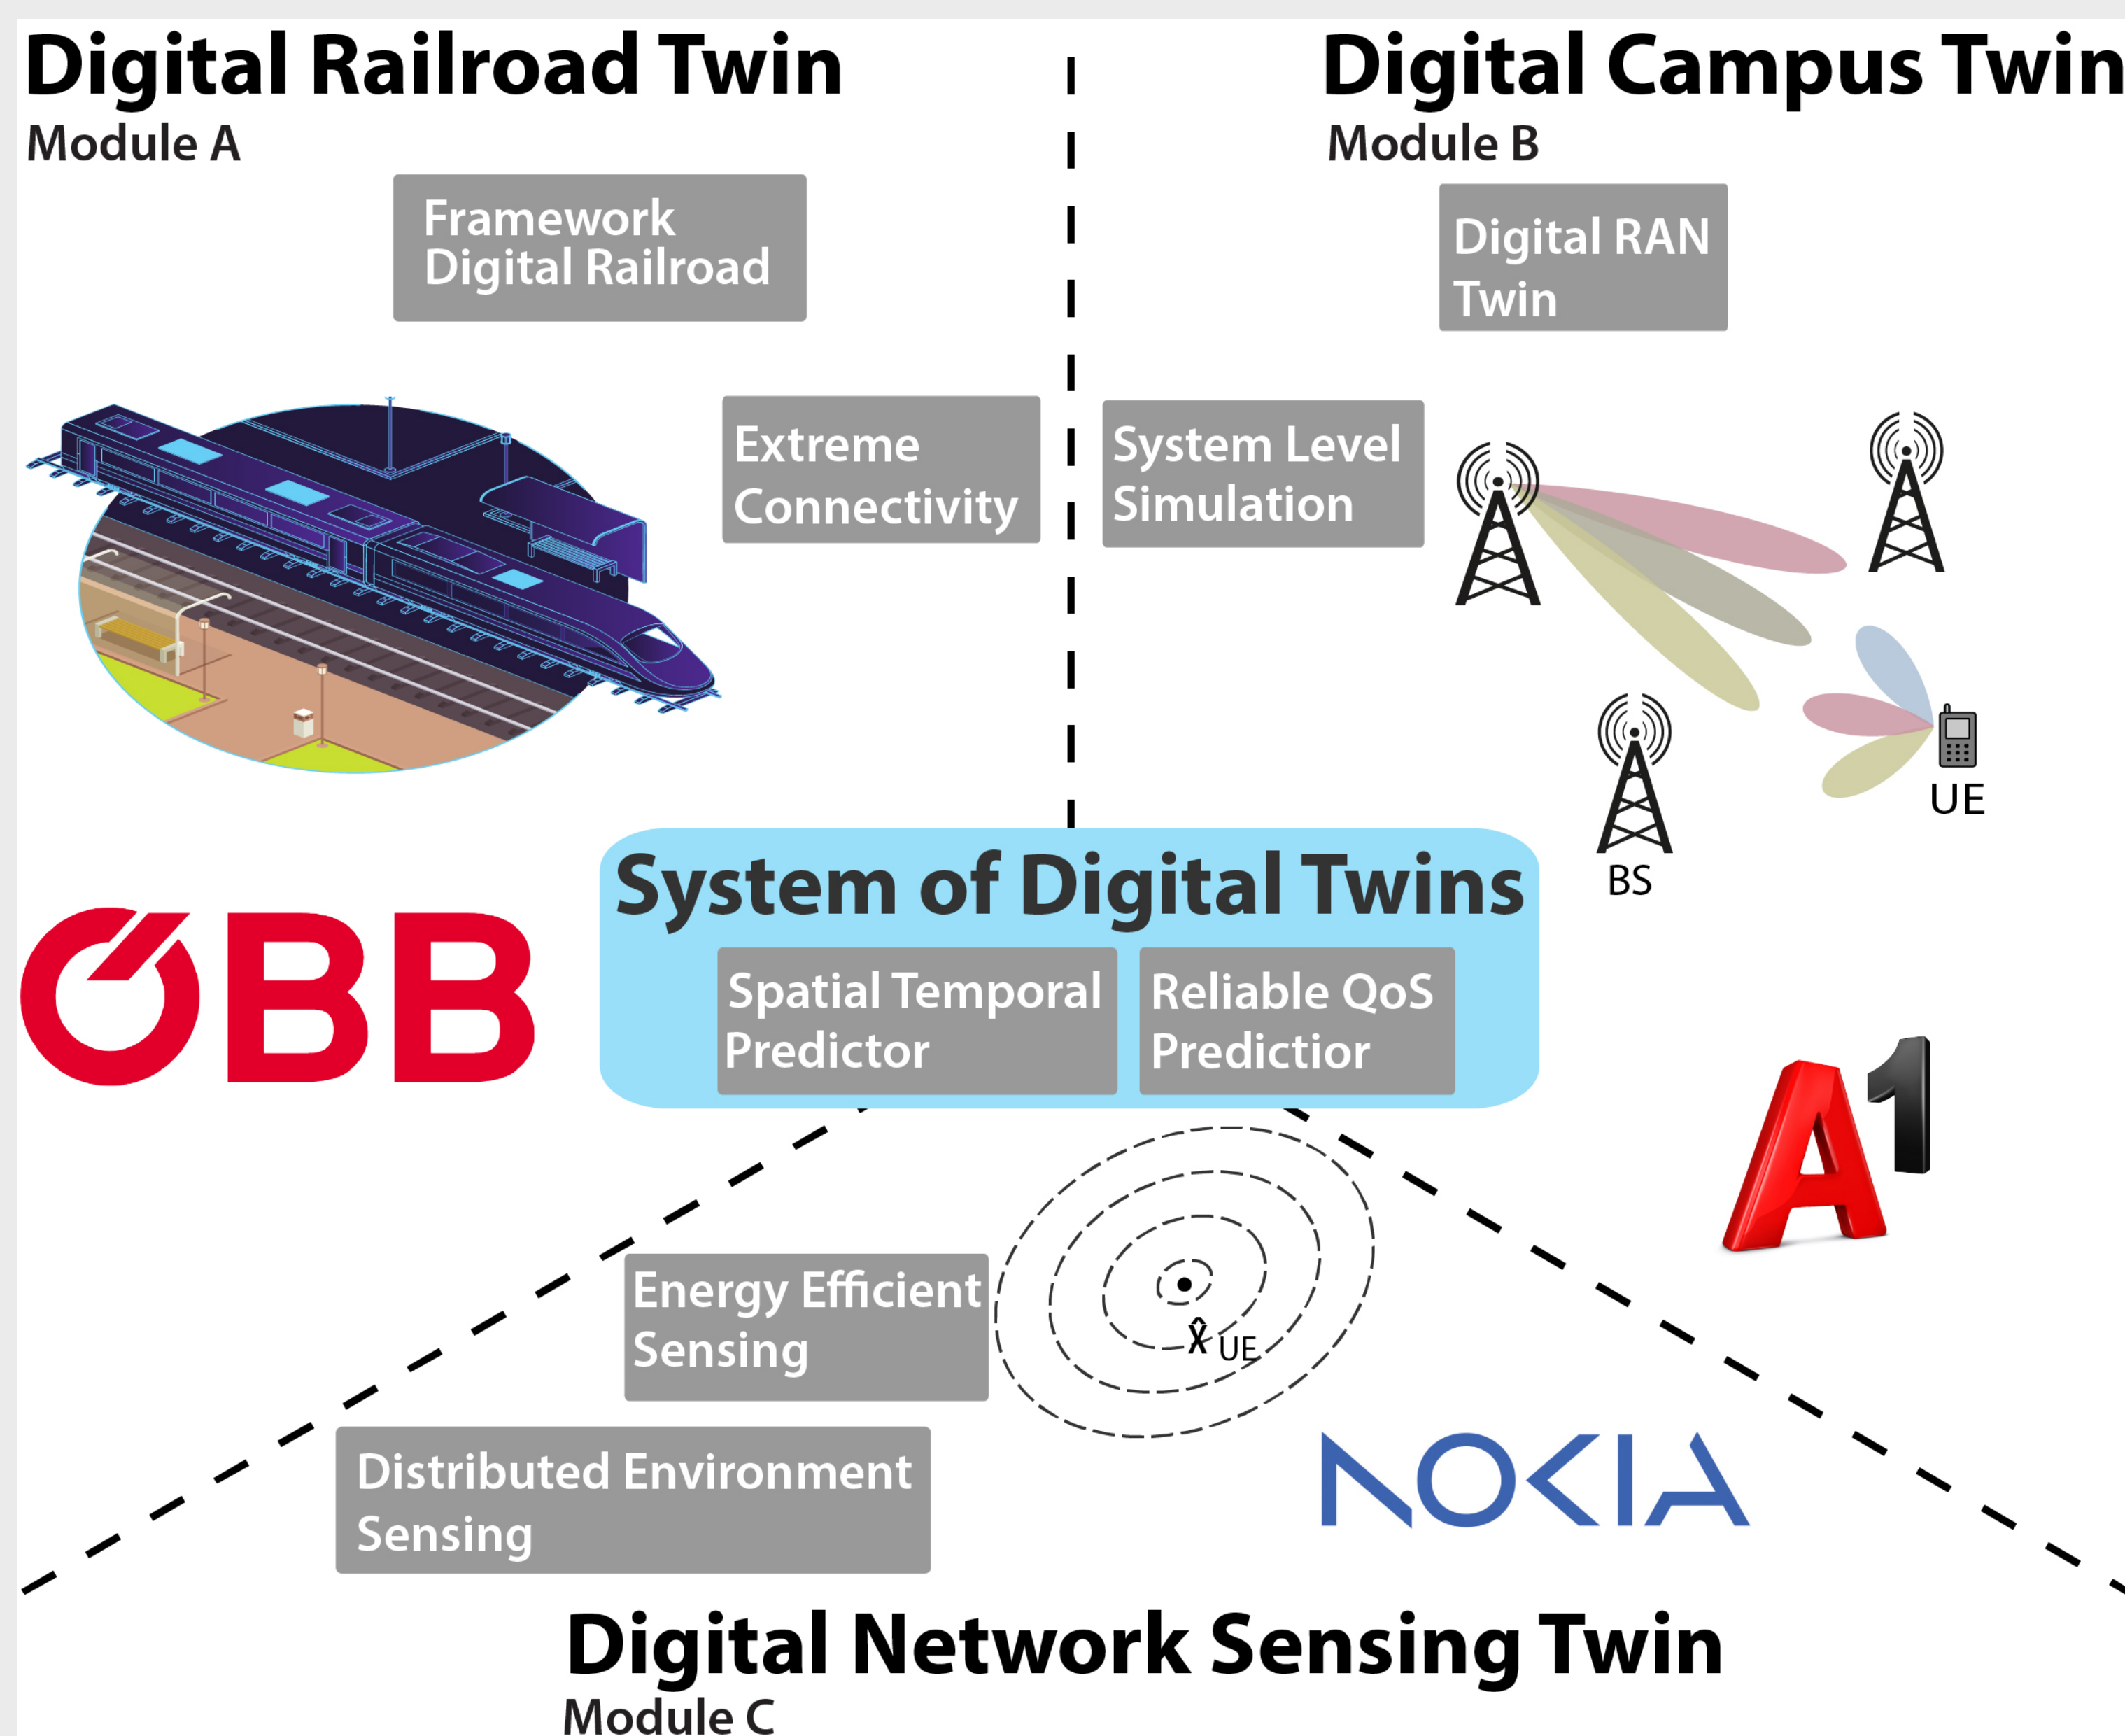 Digital Railroad Twin
Module A
Framework
Digital Railroad
Extreme
Connectivity
ÖBB
Digital Campus Twin
Module B
Digital RAN
Twin
System Level
Simulation
UE
BS
A1
System of Digital Twins
Spatial Temporal
Predictor
Reliable QoS
Predictior
Energy Efficient
Sensing
x̂ UE
Distributed Environment
Sensing
NOKIA
Digital Network Sensing Twin
Module C